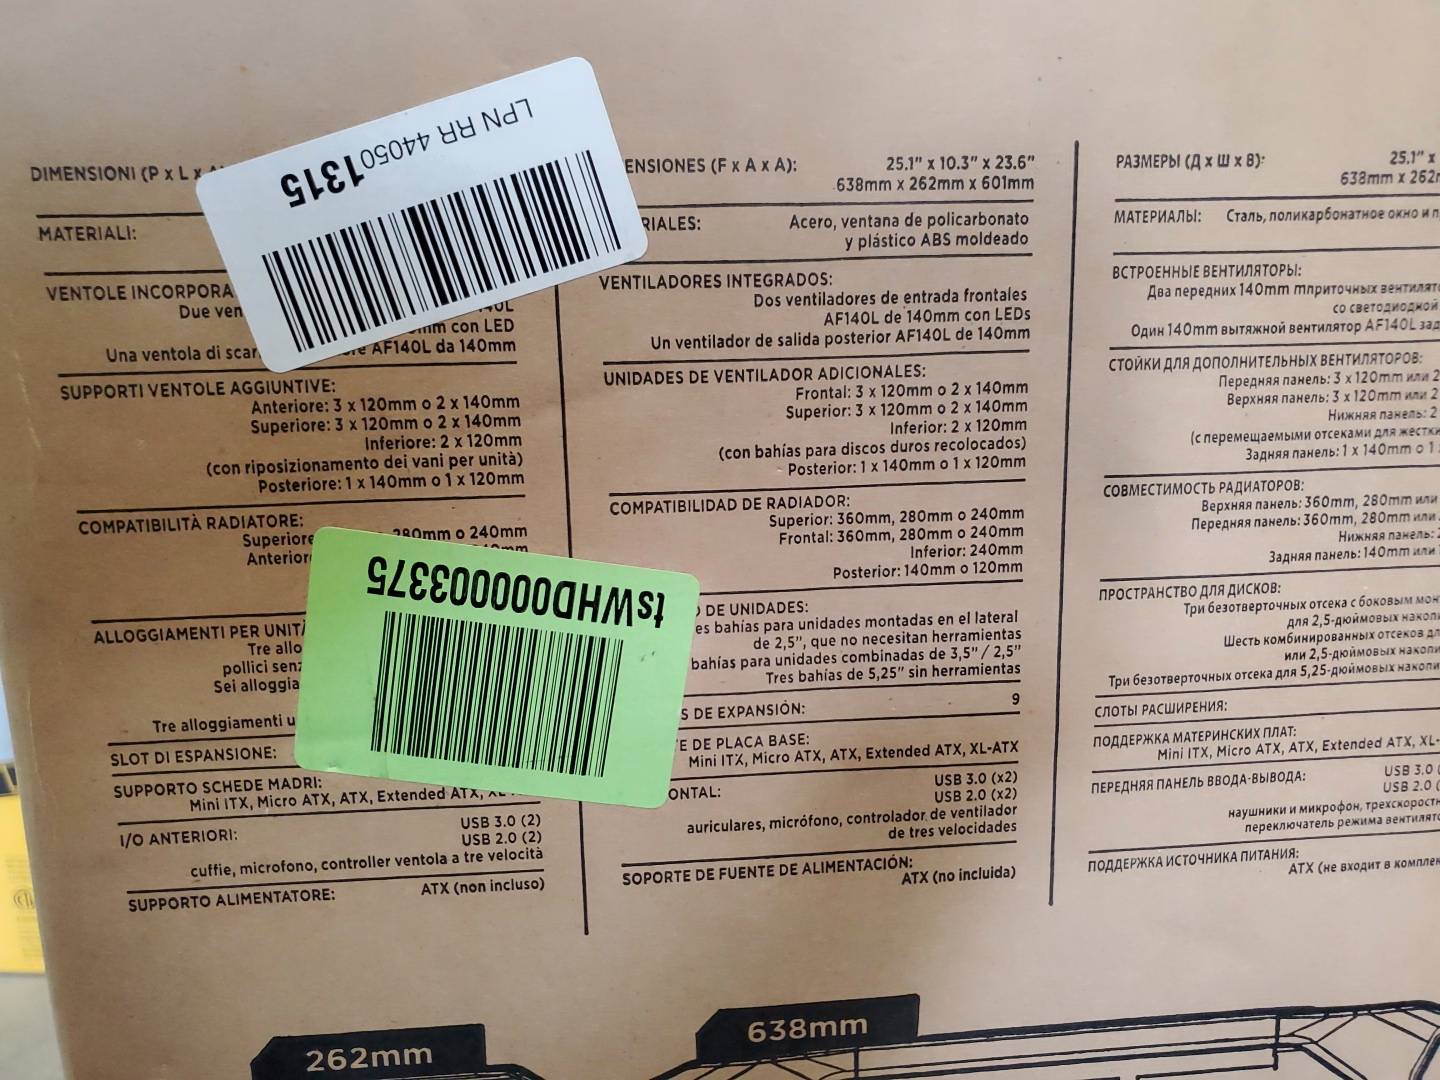 LPN RR 440501315
DIMENSIONI (P x L x
MATERIALI:
VENTOLE INCORPORA
Due ven
con LED
Una ventola di scar
AF140L da 140mm
SUPPORTI VENTOLE AGGIUNTIVE:
Anteriore: 3 x 120mm o 2 x 140mm
Superiore: 3 x 120mm o 2 x 140mm
Inferiore: 2 x 120mm
(con riposizionamento dei vani per unità)
Posteriore: 1 x 140mm o 1 x 120mm
COMPATIBILITÀ RADIATORE:
Superiore 280mm o 240mm
Anterior
tsWHD00003375
ALLOGGIAMENTI PER UNITÀ
Tre allo
pollici senz
Sei alloggia
Tre alloggiamenti u
SLOT DI ESPANSIONE:
SUPPORTO SCHEDE MADRI:
Mini ITX, Micro ATX, ATX, Extended ATX,
I/O ANTERIORI:
USB 3.0 (2)
USB 2.0 (2)
cuffie, microfono, controller ventola a tre velocità
SUPPORTO ALIMENTATORE:
ATX (non incluso)
ENSIONES (F x A x A):
25.1" x 10.3" x 23.6"
638mm x 262mm x 601mm
RIALES:
Acero, ventana de policarbonato
y plástico ABS moldeado
VENTILADORES INTEGRADOS:
Dos ventiladores de entrada frontales
AF140L de 140mm con LEDs
Un ventilador de salida posterior AF140L de 140mm
UNIDADES DE VENTILADOR ADICIONALES:
Frontal: 3 x 120mm o 2 x 140mm
Superior: 3 x 120mm o 2 x 140mm
Inferior: 2 x 120mm
(con bahías para discos duros recolocados)
Posterior: 1 x 140mm o 1 x 120mm
COMPATIBILIDAD DE RADIADOR:
Superior: 360mm, 280mm o 240mm
Frontal: 360mm, 280mm o 240mm
Inferior: 240mm
Posterior: 140mm o 120mm
DE UNIDADES:
es bahías para unidades montadas en el lateral
de 2,5", que no necesitan herramientas
bahías para unidades combinadas de 3,5" / 2,5"
Tres bahías de 5,25" sin herramientas
S DE EXPANSIÓN:
9
E DE PLACA BASE:
Mini ITX, Micro ATX, ATX, Extended ATX, XL-ATX
ONTAL:
USB 3.0 (x2)
USB 2.0 (x2)
auriculares, micrófono, controlador de ventilador
de tres velocidades
SOPORTE DE FUENTE DE ALIMENTACIÓN:
ATX (no incluida)
РАЗМЕРЫ (Д x Ш x В):
25.1" x
638mm x 262m
МАТЕРИАЛЫ:
Сталь, поликарбонатное окно и п
ВСТРОЕННЫЕ ВЕНТИЛЯТОРЫ:
Два передних 140mm mприточных вентилято
со светодиодной
Один 140mm вытяжной вентилятор AF140L зад
СТОЙКИ ДЛЯ ДОПОЛНИТЕЛЬНЫХ ВЕНТИЛЯТОРОВ:
Передняя панель: 3 x 120mm или 2
Верхняя панель: 3 x 120mm или 2
Нижняя панель: 2
(с перемещаемыми отсеками для жестки
Задняя панель: 1 x 140mm о 1
СОВМЕСТИМОСТЬ РАДИАТОРОВ:
Верхняя панель: 360mm, 280mm или
Передняя панель: 360mm, 280mm или
Нижняя панель: 2
Задняя панель: 140mm или
ПРОСТРАНСТВО ДЛЯ ДИСКОВ:
Три безотверточных отсека с боковым мон
для 2,5-дюймовых накопи
Шесть комбинированных отсеков дл
или 2,5-дюймовых накопи
Три безотверточных отсека для 5,25-дюймовых накопит
СЛОТЫ РАСШИРЕНИЯ:
ПОДДЕРЖКА МАТЕРИНСКИХ ПЛАТ:
Mini ITX, Micro ATX, ATX, Extended ATX, XL-
ПЕРЕДНЯЯ ПАНЕЛЬ ВВОДА-ВЫВОДА:
USB 3.0 (
USB 2.0 (
наушники и микрофон, трехскорост
переключатель режима вентилято
ПОДДЕРЖКА ИСТОЧНИКА ПИТАНИЯ:
ATX (не входит в комплек
262mm
638mm